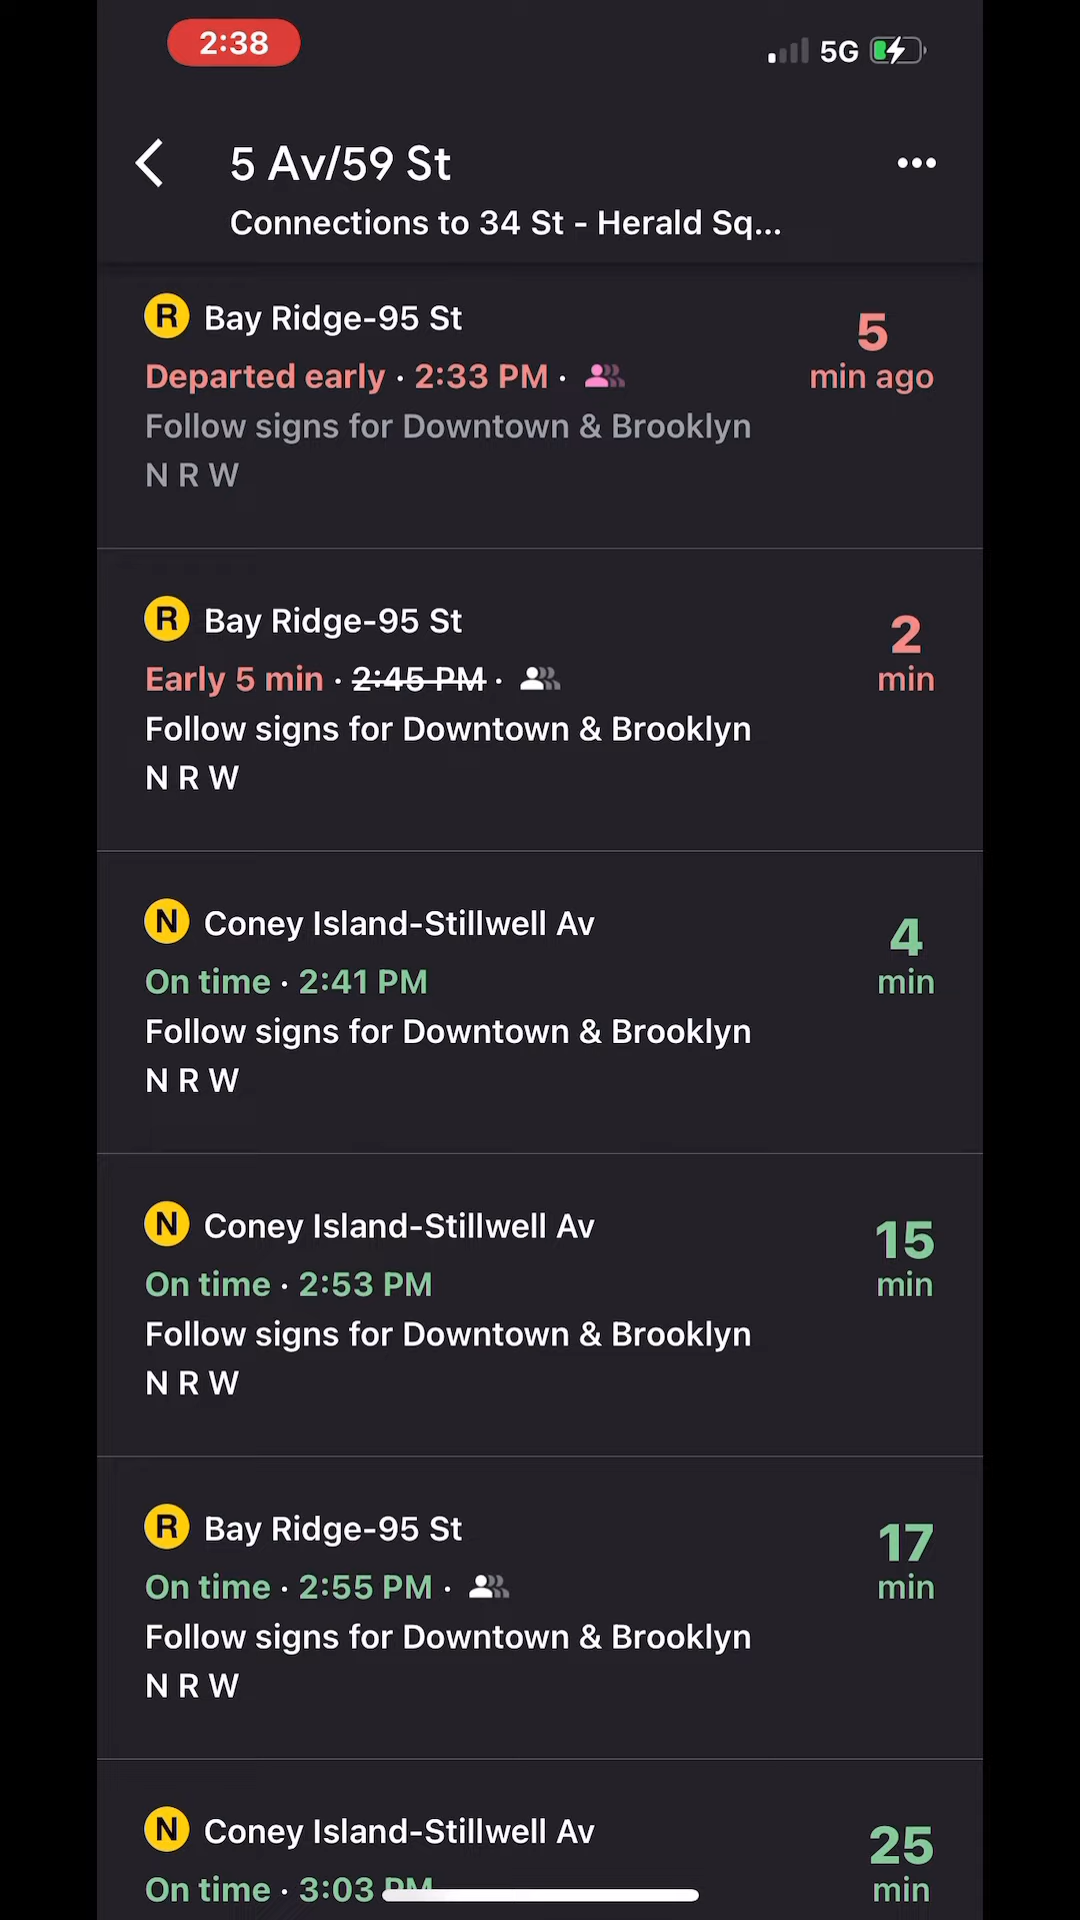 2:38
5G
5 Av/59 St
Connections to 34 St - Herald Sq...
R Bay Ridge-95 St
5
Departed early · 2:33 PM ·
min ago
Follow signs for Downtown & Brooklyn
N R W
R Bay Ridge-95 St
2
Early 5 min · 2:45 PM ·
min
Follow signs for Downtown & Brooklyn
N R W
N Coney Island-Stillwell Av
4
On time · 2:41 PM
min
Follow signs for Downtown & Brooklyn
N R W
N Coney Island-Stillwell Av
15
On time · 2:53 PM
min
Follow signs for Downtown & Brooklyn
N R W
R Bay Ridge-95 St
17
On time · 2:55 PM ·
min
Follow signs for Downtown & Brooklyn
N R W
N Coney Island-Stillwell Av
25
On time · 3:03 PM
min